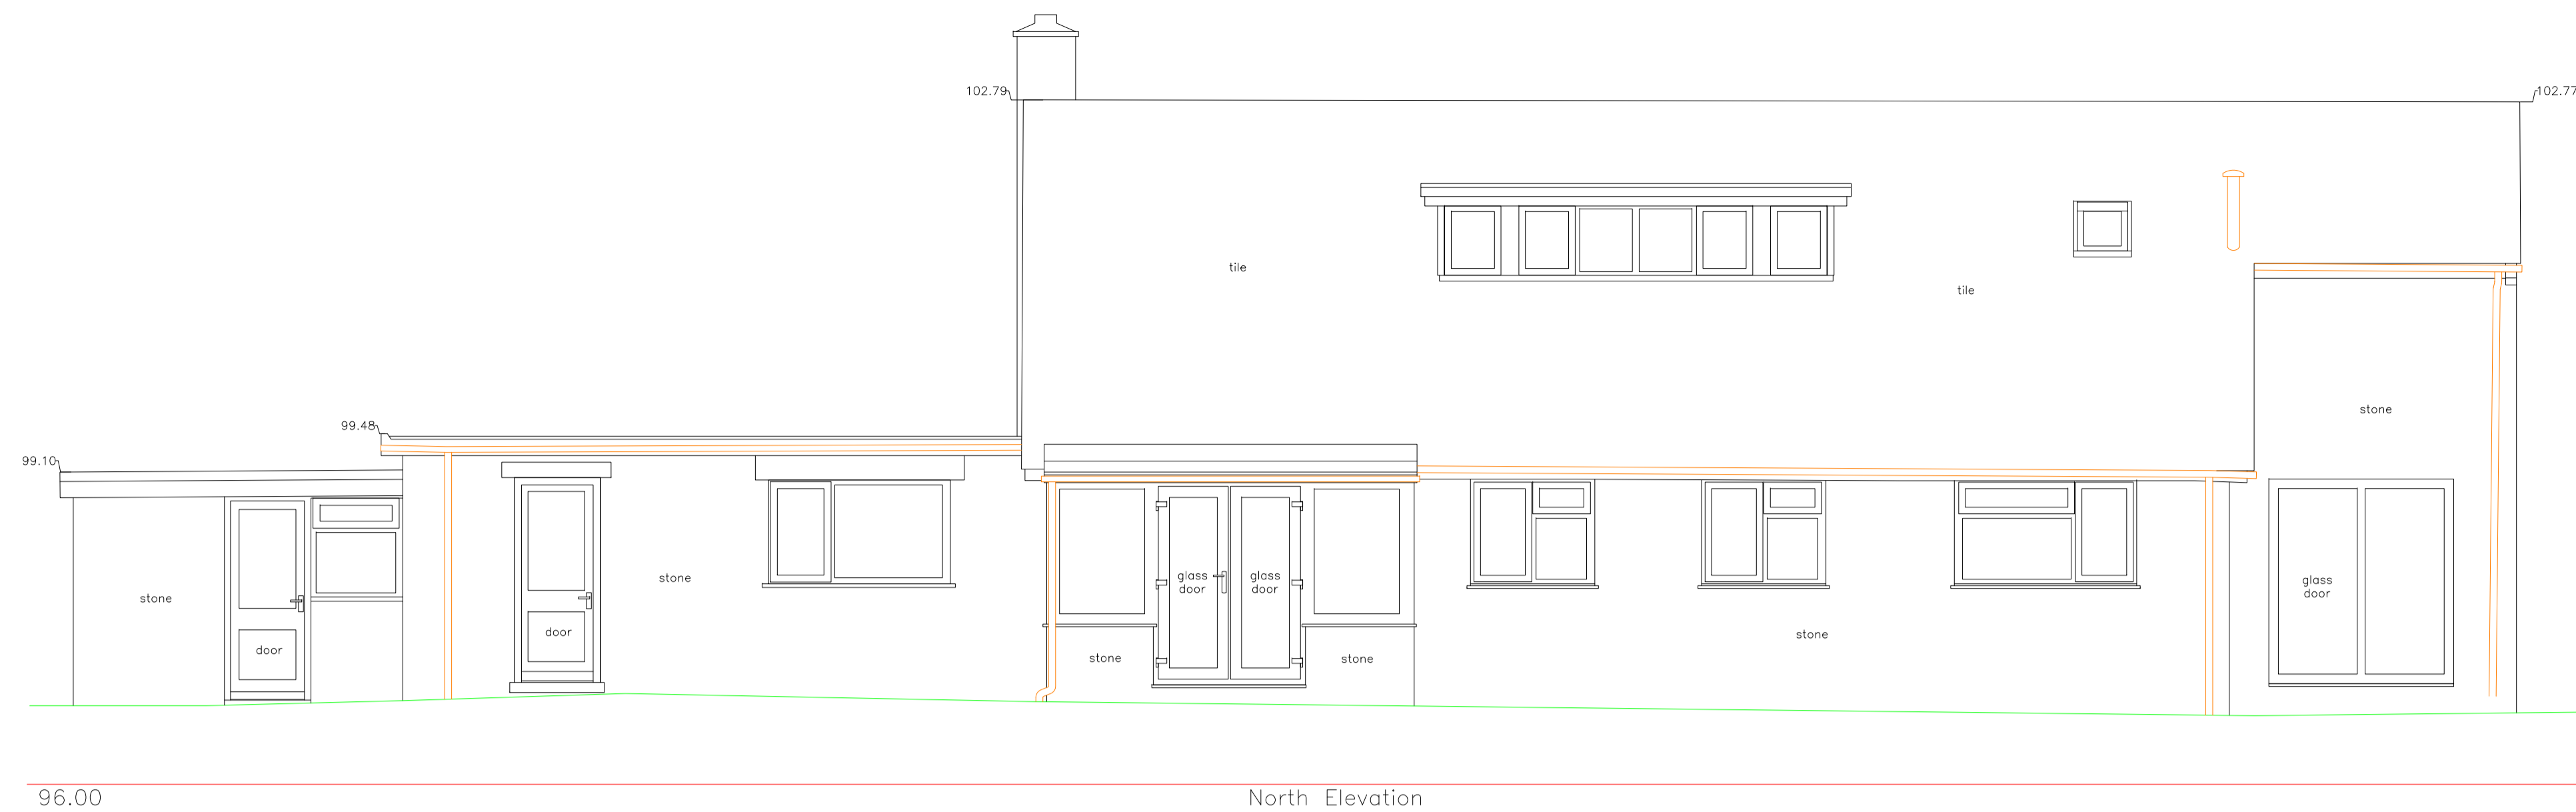 102.79
102.77
tile
tile
stone
99.48
99.10
stone
door
door
stone
glass
door
glass
door
stone
stone
stone
glass
door
96.00
North Elevation